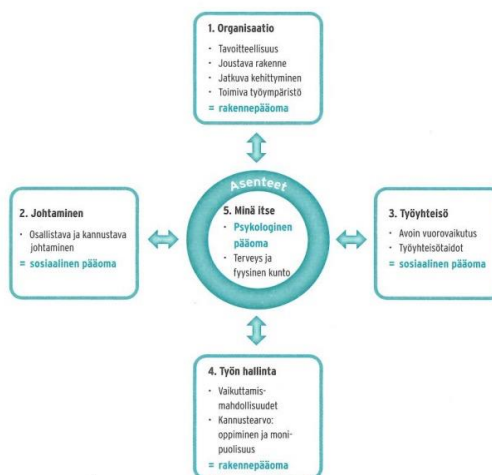 1. Organisaatio
· Tavoitteellisuus
· Joustava rakenne
· Jatkuva kehittyminen
· Toimiva työympäristö
= rakennepääoma
Asenteet
2. Johtaminen
· Osallistava ja kannustava
johtaminen
= sosiaalinen pääoma
5. Minä itse
· Psykologinen
pääoma
· Terveys ja
fyysinen kunto
3. Työyhteisö
· Avoin vuorovaikutus
· Työyhteisötaidot
= sosiaalinen pääoma
4. Työn hallinta
· Vaikuttamis-
mahdollisuudet
· Kannustearvo:
oppiminen ja moni-
puolisuus
= rakennepääoma